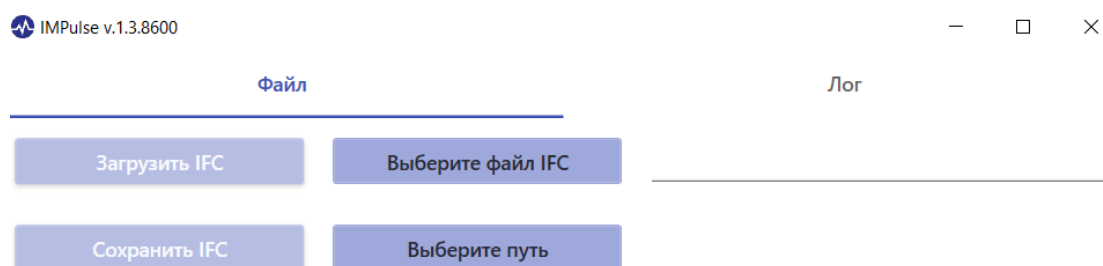 IMPulse v.1.3.8600
Файл Лог
Загрузить IFC Выберите файл IFC
Сохранить IFC Выберите путь